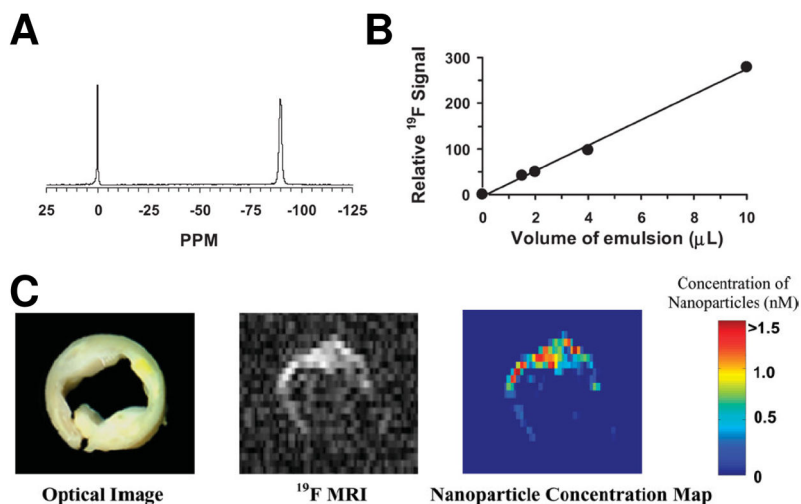 A
25 0 -25 -50 -75 -100 -125
PPM
B
Relative ¹⁹F Signal
300
200
100
0
0 2 4 6 8 10
Volume of emulsion (μL)
C
Optical Image
¹⁹F MRI
Nanoparticle Concentration Map
Concentration of
Nanoparticles (nM)
>1.5
1.0
0.5
0